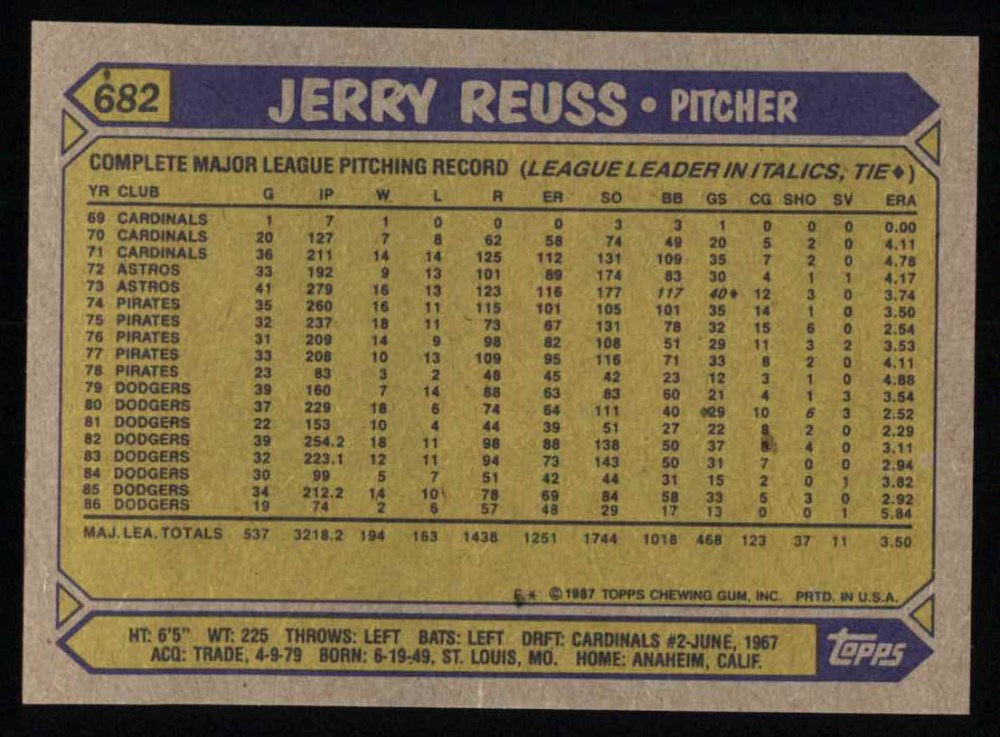 682
JERRY REUSS • PITCHER
COMPLETE MAJOR LEAGUE PITCHING RECORD (LEAGUE LEADER IN ITALICS, TIE♦)
YR CLUB G IP W L R ER SO BB GS CG SHO SV ERA
69 CARDINALS 1 7 1 0 0 0 3 3 1 0 0 0 0.00
70 CARDINALS 20 127 7 8 62 58 74 49 20 5 2 0 4.11
71 CARDINALS 36 211 14 14 125 112 131 109 35 7 2 0 4.78
72 ASTROS 33 192 9 13 101 89 174 83 30 4 1 1 4.17
73 ASTROS 41 279 16 13 123 116 177 117 40♦ 12 3 0 3.74
74 PIRATES 35 260 16 11 115 101 105 101 35 14 1 0 3.50
75 PIRATES 32 237 18 11 73 67 131 78 32 15 6 0 2.54
76 PIRATES 31 209 14 9 98 82 108 51 29 11 3 2 3.53
77 PIRATES 33 208 10 13 109 95 116 71 33 8 2 0 4.11
78 PIRATES 23 83 3 2 48 45 42 23 12 3 1 0 4.88
79 DODGERS 39 160 7 14 88 63 83 60 21 4 1 3 3.54
80 DODGERS 37 229 18 6 74 64 111 40 29 10 6 3 2.52
81 DODGERS 22 153 10 4 44 39 51 27 22 8 2 0 2.29
82 DODGERS 39 254.2 18 11 98 88 138 50 37 8 4 0 3.11
83 DODGERS 32 223.1 12 11 94 73 143 50 31 7 0 0 2.94
84 DODGERS 30 99 5 7 51 42 44 31 15 2 0 1 3.82
85 DODGERS 34 212.2 14 10 78 69 84 58 33 5 3 0 2.92
86 DODGERS 19 74 2 6 57 48 29 17 13 0 0 1 5.84
MAJ. LEA. TOTALS 537 3218.2 194 163 1438 1251 1744 1018 468 123 37 11 3.50
©1987 TOPPS CHEWING GUM, INC. PRTD. IN U.S.A.
HT: 6'5" WT: 225 THROWS: LEFT BATS: LEFT DRFT: CARDINALS #2-JUNE, 1967
ACQ: TRADE, 4-9-79 BORN: 6-19-49, ST. LOUIS, MO. HOME: ANAHEIM, CALIF.
topps